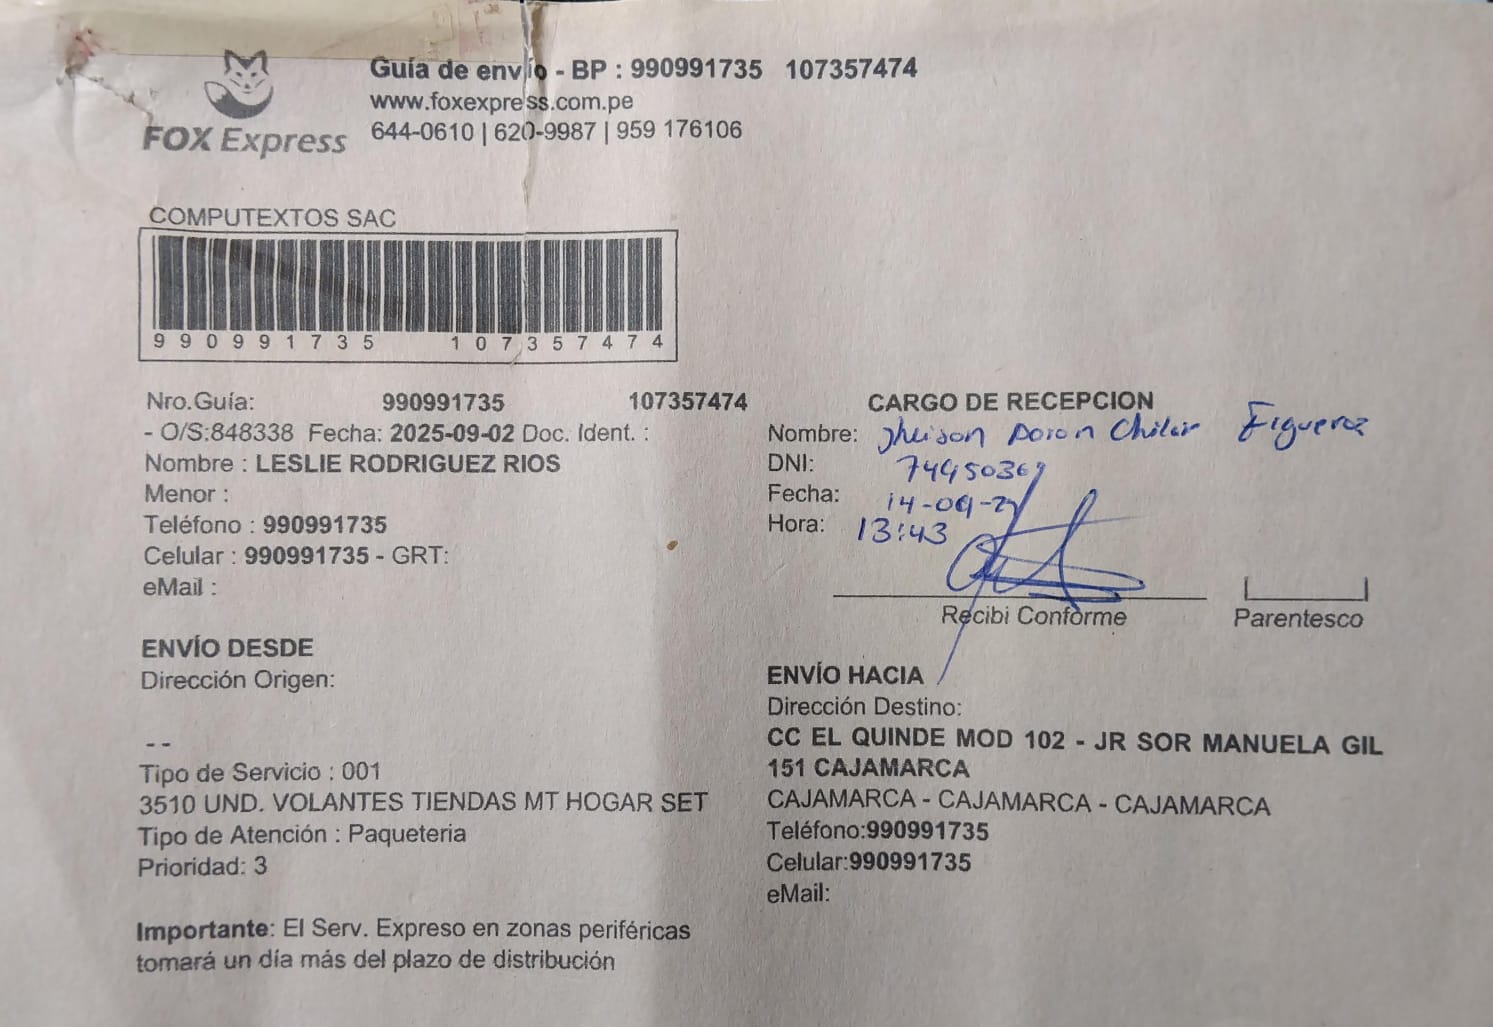 FOX Express
Guía de envío - BP : 990991735 107357474
www.foxexpress.com.pe
644-0610 | 620-9987 | 959 176106
COMPUTEXTOS SAC
990991735 107357474
Nro.Guía: 990991735 107357474
- O/S:848338 Fecha: 2025-09-02 Doc. Ident. :
Nombre : LESLIE RODRIGUEZ RIOS
Menor :
Teléfono : 990991735
Celular : 990991735 - GRT:
eMail :
ENVÍO DESDE
Dirección Origen:
--
Tipo de Servicio : 001
3510 UND. VOLANTES TIENDAS MT HOGAR SET
Tipo de Atención : Paqueteria
Prioridad: 3
Importante: El Serv. Expreso en zonas periféricas
tomará un día más del plazo de distribución
CARGO DE RECEPCION
Nombre: Jheison Chilon Figueroa
DNI:
Fecha: 14-09-
Hora: 13:43
Recibi Conforme
Parentesco
ENVÍO HACIA
Dirección Destino:
CC EL QUINDE MOD 102 - JR SOR MANUELA GIL
151 CAJAMARCA
CAJAMARCA - CAJAMARCA - CAJAMARCA
Teléfono:990991735
Celular:990991735
eMail: